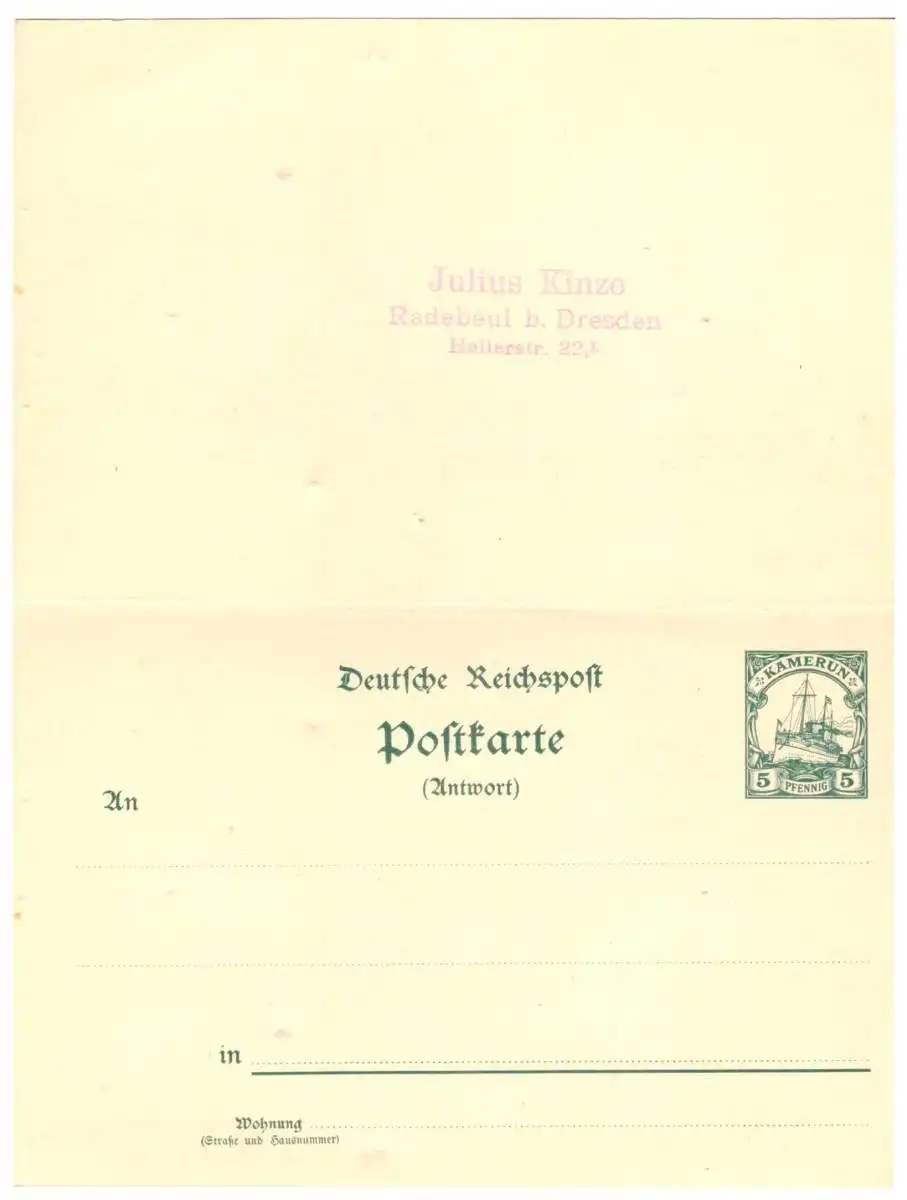 Julius Kinze
Radebeul b. Dresden
Hellerstr. 22, I.
Deutsche Reichspost
Postkarte
(Antwort)
KAMERUN
5 PFENNIG 5
An
in
Wohnung
(Straße und Hausnummer)